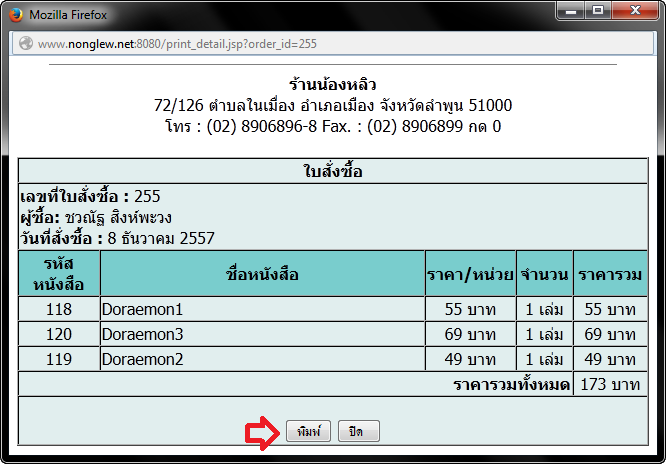 Mozilla Firefox
www.nonglew.net:8080/print_detail.jsp?order_id=255
ร้านน้องหลิว
72/126 ตำบลในเมื่อง อำเภอเมือง จังหวัดลำพูน 51000
โทร : (02) 8906896-8 Fax. : (02) 8906899 กด 0
ใบสั่งซื้อ
เลขที่ใบสั่งซื้อ : 255
ผู้ซื้อ: ชวณัฐ สิงห์พะวง
วันที่สั่งซื้อ : 8 ธันวาคม 2557
รหัสหนังสือ ชื่อหนังสือ ราคา/หน่วย จำนวน ราคารวม
118 Doraemon1 55 บาท 1 เล่ม 55 บาท
120 Doraemon3 69 บาท 1 เล่ม 69 บาท
119 Doraemon2 49 บาท 1 เล่ม 49 บาท
ราคารวมทั้งหมด 173 บาท
พิมพ์ ปิด